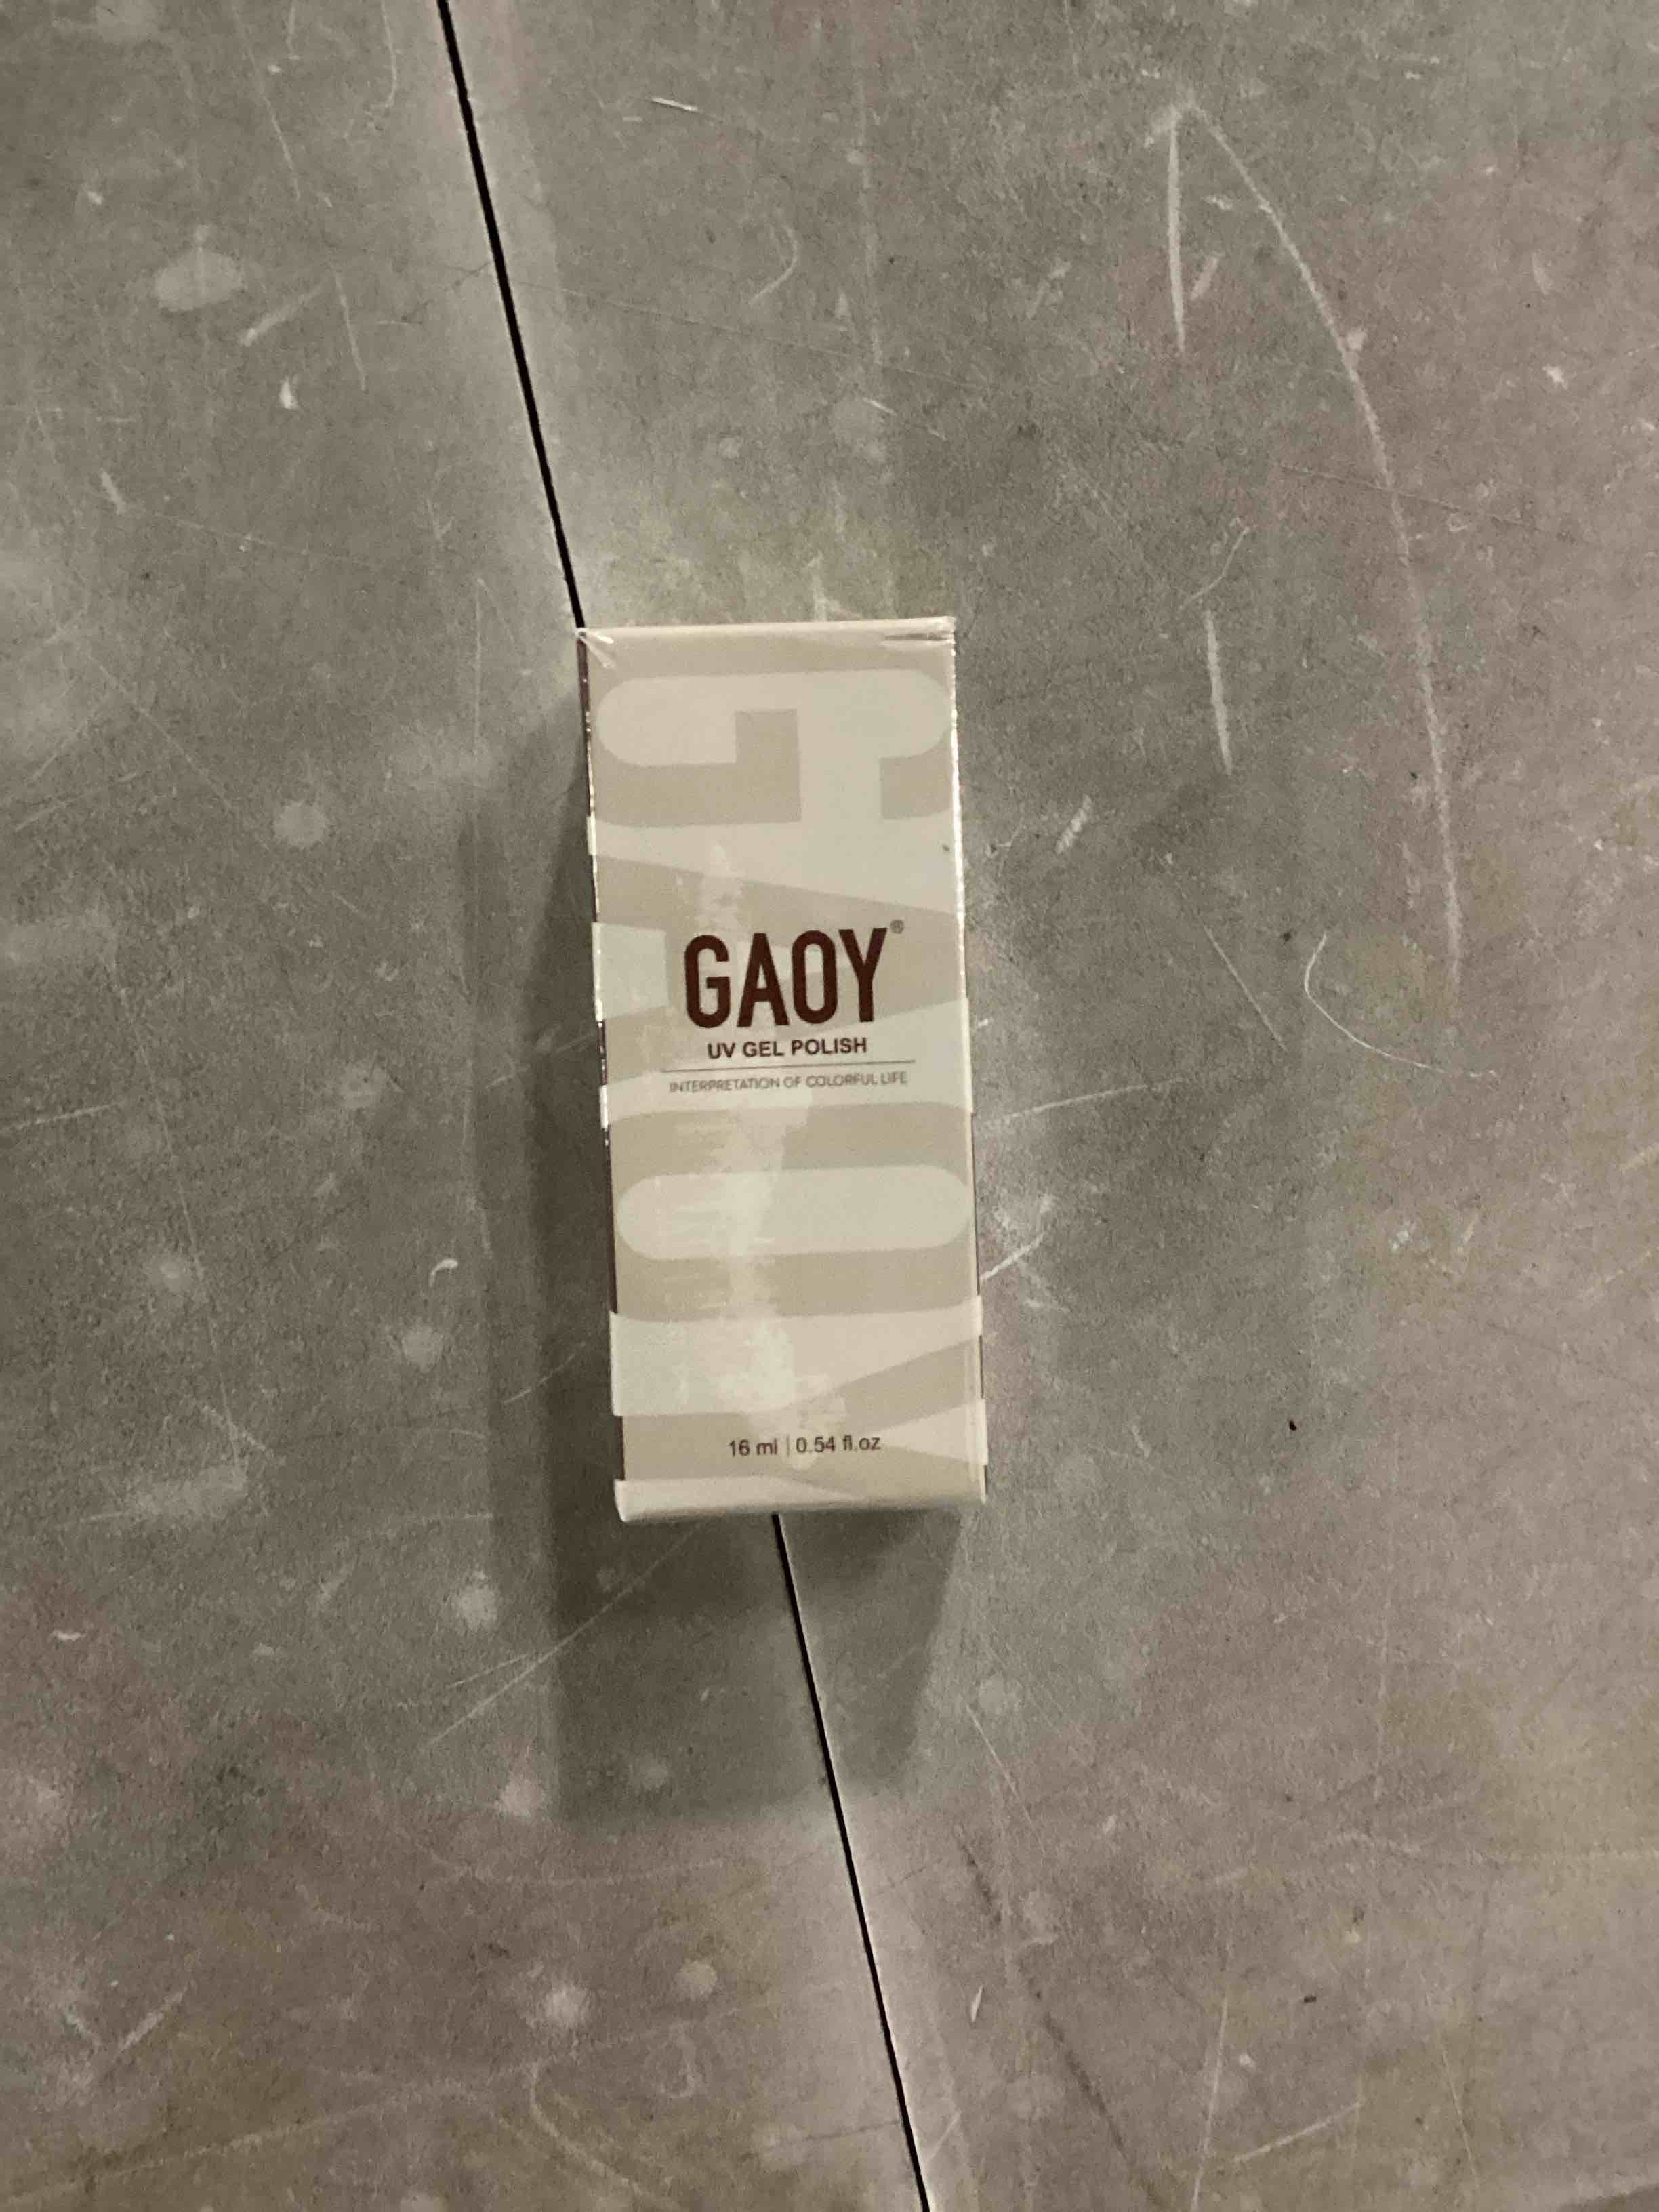 GAOY®
UV GEL POLISH
INTERPRETATION OF COLORFUL LIFE
16 ml | 0.54 fl.oz